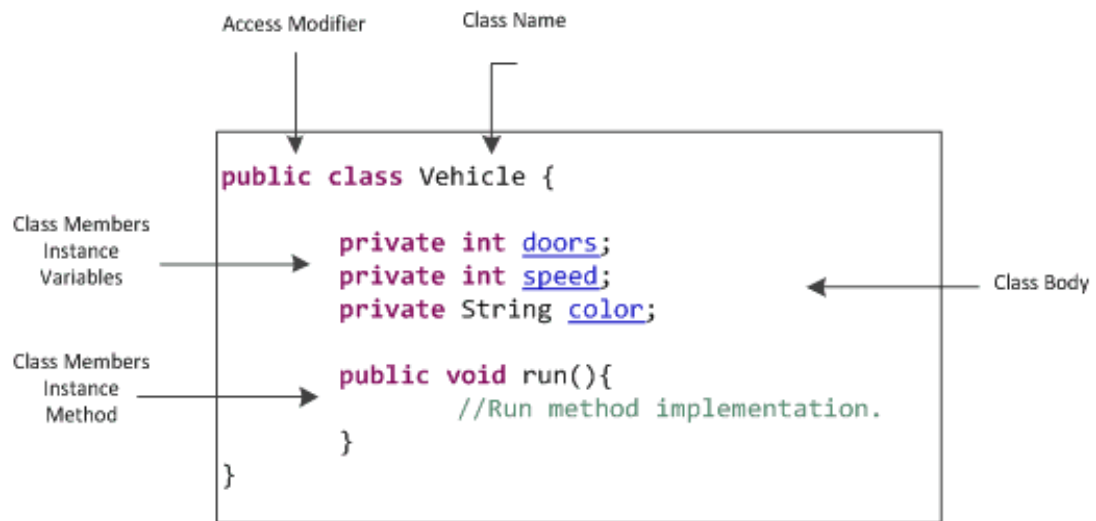 Access Modifier
Class Name
public class Vehicle {
Class Members
Instance
Variables
private int doors;
private int speed;
private String color;
Class Body
Class Members
Instance
Method
public void run(){
//Run method implementation.
}
}